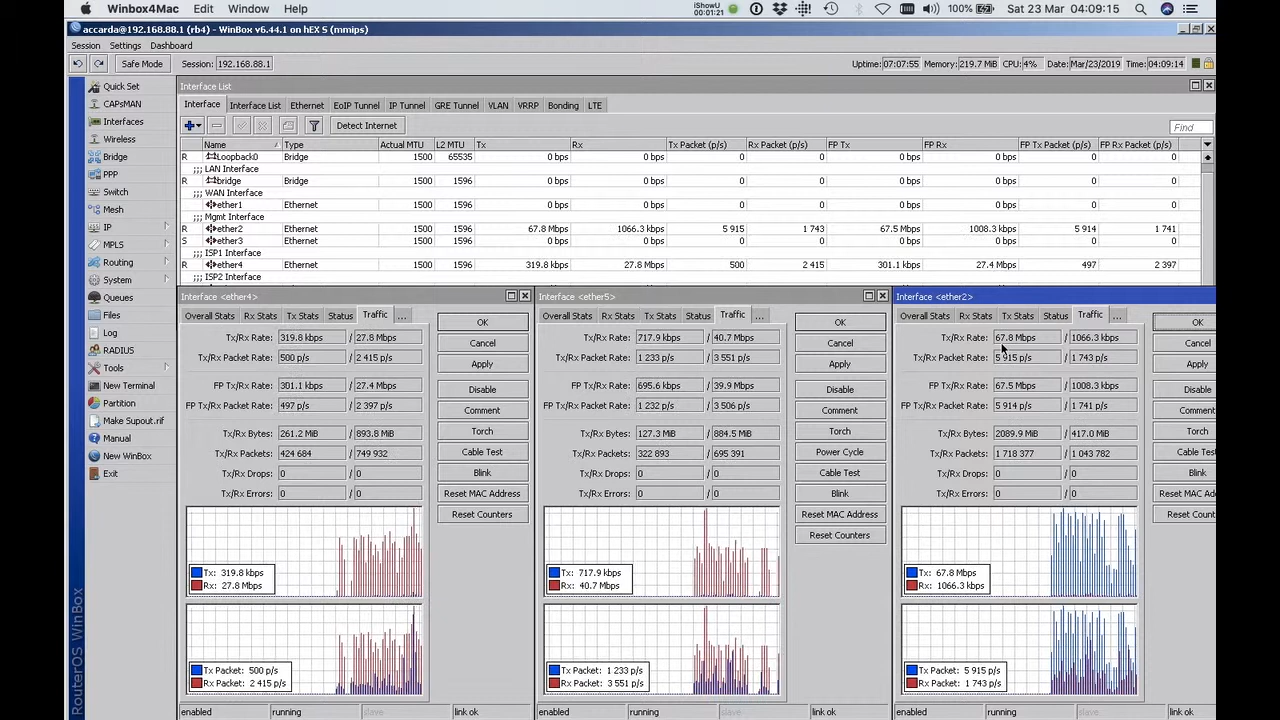 Winbox4Mac Edit Window Help iShowU 00:01:21 100% Sat 23 Mar 04:09:15
accarda@192.168.88.1 (rb4) - WinBox v6.44.1 on hEX S (mmips)
Session Settings Dashboard
Safe Mode Session: 192.168.88.1 Uptime: 07:07:55 Memory: 219.7 MiB CPU: 4% Date: Mar/23/2019 Time: 04:09:14
Quick Set
CAPsMAN
Interfaces
Wireless
Bridge
PPP
Switch
Mesh
IP
MPLS
Routing
System
Queues
Files
Log
RADIUS
Tools
New Terminal
Partition
Make Supout.rif
Manual
New WinBox
Exit
RouterOS WinBox
Interface List
Interface Interface List Ethernet EoIP Tunnel IP Tunnel GRE Tunnel VLAN VRRP Bonding LTE
Detect Internet Find
Name Type Actual MTU L2 MTU Tx Rx Tx Packet (p/s) Rx Packet (p/s) FP Tx FP Rx FP Tx Packet (p/s) FP Rx Packet (p/s)
R Loopback0 Bridge 1500 65535 0 bps 0 bps 0 0 0 bps 0 bps 0 0
;;; LAN Interface
R bridge Bridge 1500 1596 0 bps 0 bps 0 0 0 bps 0 bps 0 0
;;; WAN Interface
ether1 Ethernet 1500 1596 0 bps 0 bps 0 0 0 bps 0 bps 0 0
;;; Mgmt Interface
R ether2 Ethernet 1500 1596 67.8 Mbps 1066.3 kbps 5 915 1 743 67.5 Mbps 1008.3 kbps 5 914 1 741
S ether3 Ethernet 1500 1596 0 bps 0 bps 0 0 0 bps 0 bps 0 0
;;; ISP1 Interface
R ether4 Ethernet 1500 1596 319.8 kbps 27.8 Mbps 500 2 415 301.1 kbps 27.4 Mbps 497 2 397
;;; ISP2 Interface
Interface <ether4>
Overall Stats Rx Stats Tx Stats Status Traffic ...
Tx/Rx Rate: 319.8 kbps / 27.8 Mbps
Tx/Rx Packet Rate: 500 p/s / 2 415 p/s
FP Tx/Rx Rate: 301.1 kbps / 27.4 Mbps
FP Tx/Rx Packet Rate: 497 p/s / 2 397 p/s
Tx/Rx Bytes: 261.2 MiB / 893.8 MiB
Tx/Rx Packets: 424 684 / 749 932
Tx/Rx Drops: 0 / 0
Tx/Rx Errors: 0 / 0
Tx: 319.8 kbps
Rx: 27.8 Mbps
Tx Packet: 500 p/s
Rx Packet: 2 415 p/s
OK
Cancel
Apply
Disable
Comment
Torch
Cable Test
Blink
Reset MAC Address
Reset Counters
enabled running slave link ok
Interface <ether5>
Overall Stats Rx Stats Tx Stats Status Traffic ...
Tx/Rx Rate: 717.9 kbps / 40.7 Mbps
Tx/Rx Packet Rate: 1 233 p/s / 3 551 p/s
FP Tx/Rx Rate: 695.6 kbps / 39.9 Mbps
FP Tx/Rx Packet Rate: 1 232 p/s / 3 506 p/s
Tx/Rx Bytes: 127.3 MiB / 884.5 MiB
Tx/Rx Packets: 322 893 / 695 391
Tx/Rx Drops: 0 / 0
Tx/Rx Errors: 0 / 0
Tx: 717.9 kbps
Rx: 40.7 Mbps
Tx Packet: 1 233 p/s
Rx Packet: 3 551 p/s
OK
Cancel
Apply
Disable
Comment
Torch
Power Cycle
Cable Test
Blink
Reset MAC Address
Reset Counters
enabled running slave link ok
Interface <ether2>
Overall Stats Rx Stats Tx Stats Status Traffic ...
Tx/Rx Rate: 67.8 Mbps / 1066.3 kbps
Tx/Rx Packet Rate: 5 915 p/s / 1 743 p/s
FP Tx/Rx Rate: 67.5 Mbps / 1008.3 kbps
FP Tx/Rx Packet Rate: 5 914 p/s / 1 741 p/s
Tx/Rx Bytes: 2089.9 MiB / 417.0 MiB
Tx/Rx Packets: 1 718 377 / 1 043 782
Tx/Rx Drops: 0 / 0
Tx/Rx Errors: 0 / 0
Tx: 67.8 Mbps
Rx: 1066.3 kbps
Tx Packet: 5 915 p/s
Rx Packet: 1 743 p/s
OK
Cancel
Apply
Disable
Comment
Torch
Cable Test
Blink
Reset MAC Ad
Reset Count
enabled running slave link ok